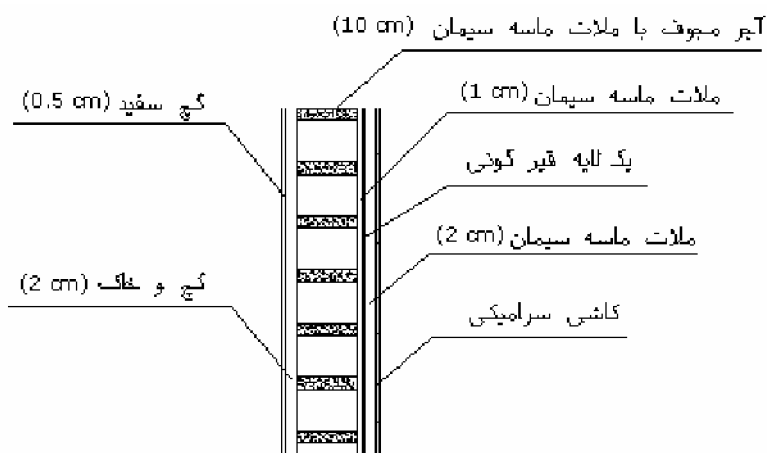 آجر مجوف با ملات ماسه سیمان (10 cm)
ملات ماسه سیمان (1 cm)
گچ سفید (0.5 cm)
یک لایه قیر گونی
ملات ماسه سیمان (2 cm)
گچ و خاک (2 cm)
کاشی سرامیکی